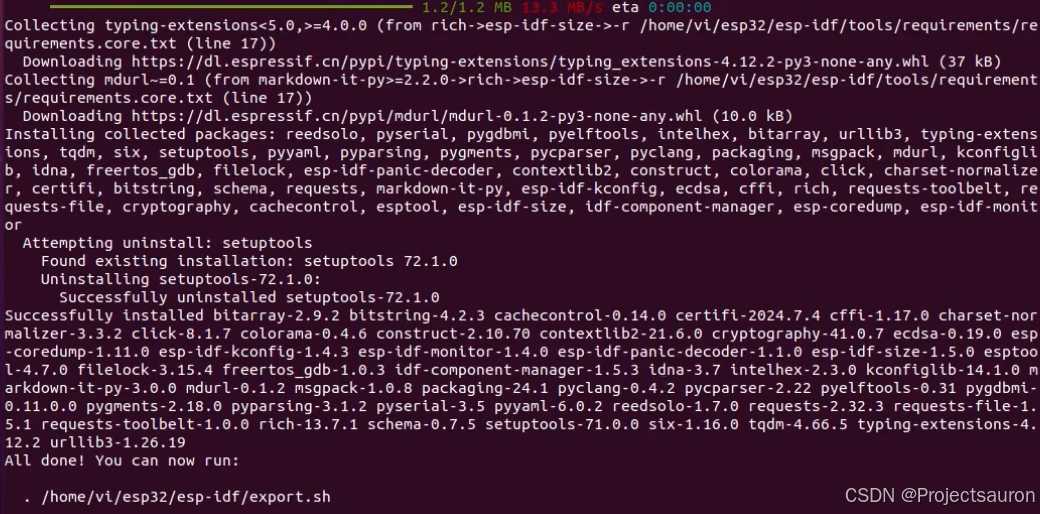 1.2/1.2 MB 13.3 MB/s eta 0:00:00
Collecting typing-extensions<5.0,>=4.0.0 (from rich->esp-idf-size->-r /home/vi/esp32/esp-idf/tools/requirements/re
quirements.core.txt (line 17))
  Downloading https://dl.espressif.cn/pypi/typing-extensions/typing_extensions-4.12.2-py3-none-any.whl (37 kB)
Collecting mdurl~=0.1 (from markdown-it-py>=2.2.0->rich->esp-idf-size->-r /home/vi/esp32/esp-idf/tools/requirement
s/requirements.core.txt (line 17))
  Downloading https://dl.espressif.cn/pypi/mdurl/mdurl-0.1.2-py3-none-any.whl (10.0 kB)
Installing collected packages: reedsolo, pyserial, pygdbmi, pyelftools, intelhex, bitarray, urllib3, typing-extens
ions, tqdm, six, setuptools, pyyaml, pyparsing, pygments, pycparser, pyclang, packaging, msgpack, mdurl, kconfigli
b, idna, freertos_gdb, filelock, esp-idf-panic-decoder, contextlib2, construct, colorama, click, charset-normalize
r, certifi, bitstring, schema, requests, markdown-it-py, esp-idf-kconfig, ecdsa, cffi, rich, requests-toolbelt, re
quests-file, cryptography, cachecontrol, esptool, esp-idf-size, idf-component-manager, esp-coredump, esp-idf-monit
or
  Attempting uninstall: setuptools
    Found existing installation: setuptools 72.1.0
    Uninstalling setuptools-72.1.0:
      Successfully uninstalled setuptools-72.1.0
Successfully installed bitarray-2.9.2 bitstring-4.2.3 cachecontrol-0.14.0 certifi-2024.7.4 cffi-1.17.0 charset-nor
malizer-3.3.2 click-8.1.7 colorama-0.4.6 construct-2.10.70 contextlib2-21.6.0 cryptography-41.0.7 ecdsa-0.19.0 esp
-coredump-1.11.0 esp-idf-kconfig-1.4.3 esp-idf-monitor-1.4.0 esp-idf-panic-decoder-1.1.0 esp-idf-size-1.5.0 esptoo
l-4.7.0 filelock-3.15.4 freertos_gdb-1.0.3 idf-component-manager-1.5.3 idna-3.7 intelhex-2.3.0 kconfiglib-14.1.0 m
arkdown-it-py-3.0.0 mdurl-0.1.2 msgpack-1.0.8 packaging-24.1 pyclang-0.4.2 pycparser-2.22 pyelftools-0.31 pygdbmi-
0.11.0.0 pygments-2.18.0 pyparsing-3.1.2 pyserial-3.5 pyyaml-6.0.2 reedsolo-1.7.0 requests-2.32.3 requests-file-1.
5.1 requests-toolbelt-1.0.0 rich-13.7.1 schema-0.7.5 setuptools-71.0.0 six-1.16.0 tqdm-4.66.5 typing-extensions-4.
12.2 urllib3-1.26.19
All done! You can now run:
  . /home/vi/esp32/esp-idf/export.sh
CSDN @Projectsauron